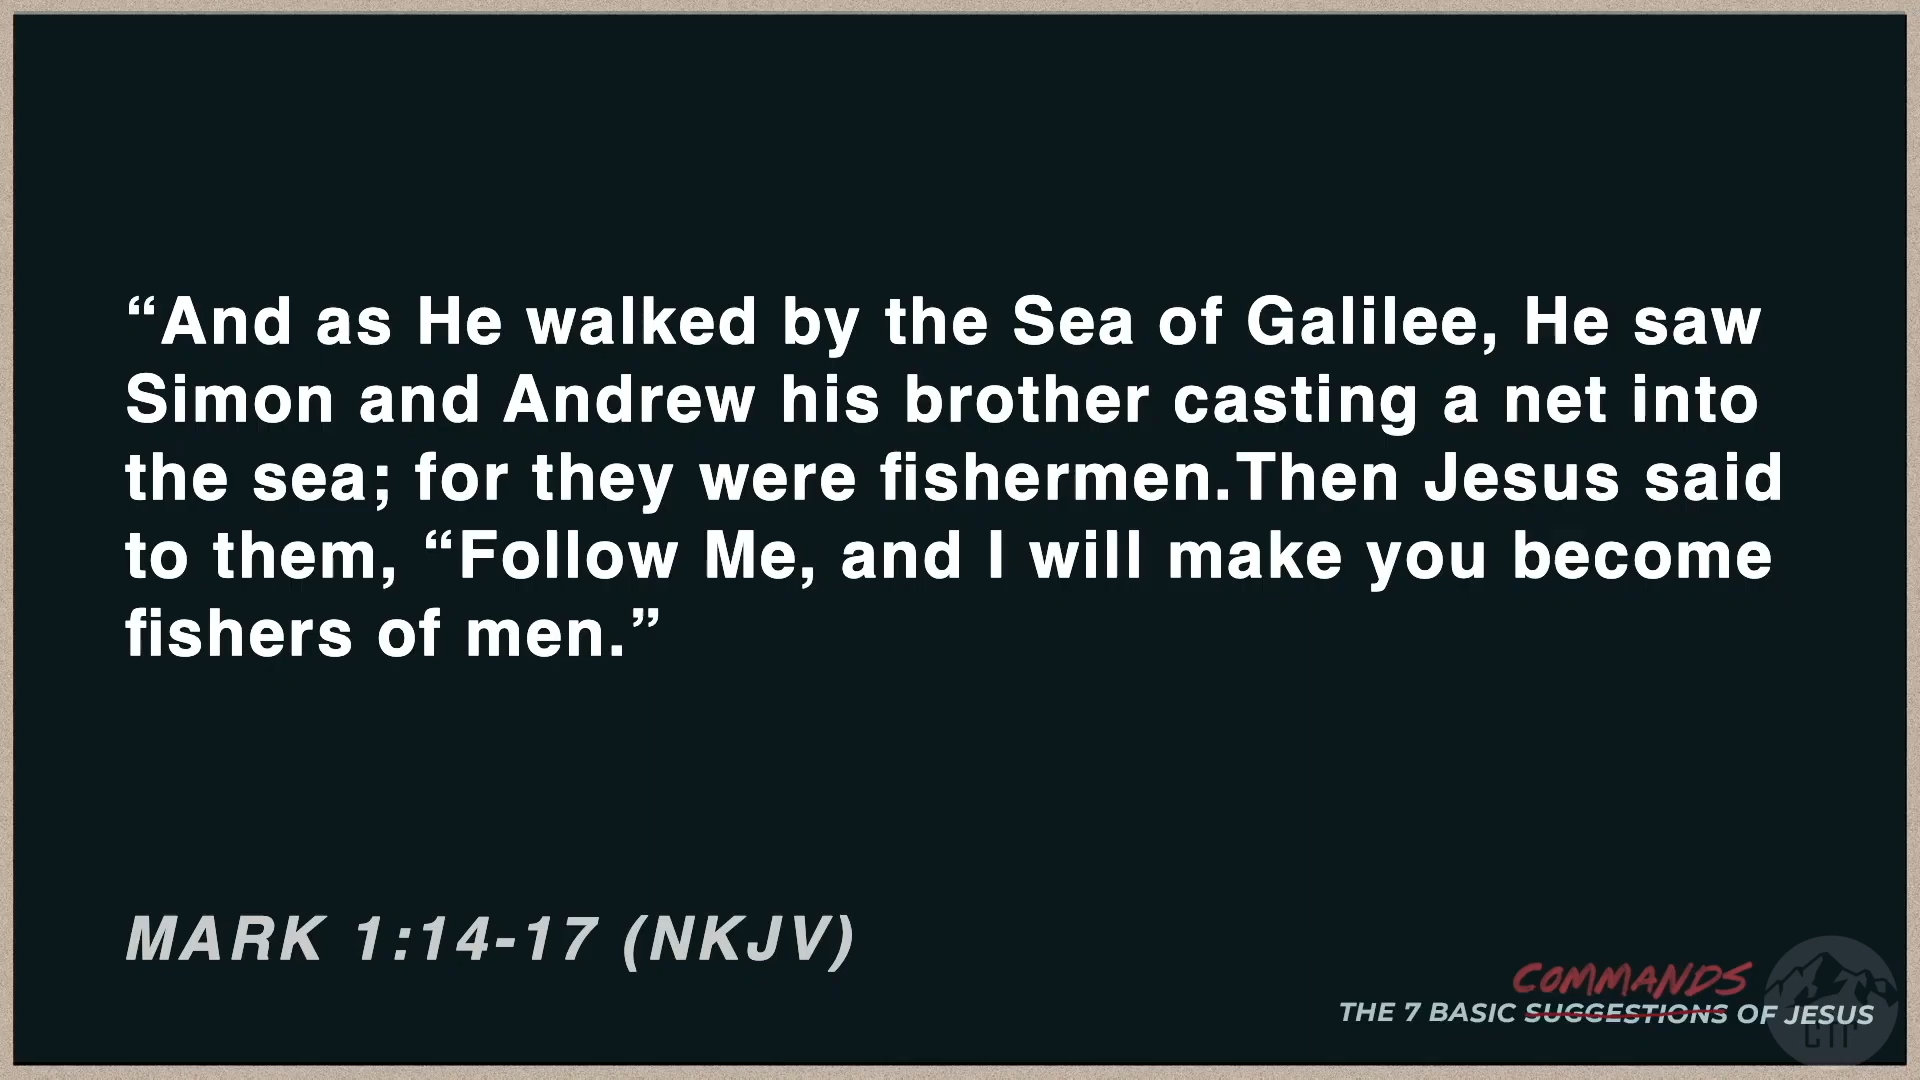 “And as He walked by the Sea of Galilee, He saw
Simon and Andrew his brother casting a net into
the sea; for they were fishermen.Then Jesus said
to them, “Follow Me, and I will make you become
fishers of men.”
MARK 1:14-17 (NKJV)
COMMANDS
THE 7 BASIC SUGGESTIONS OF JESUS